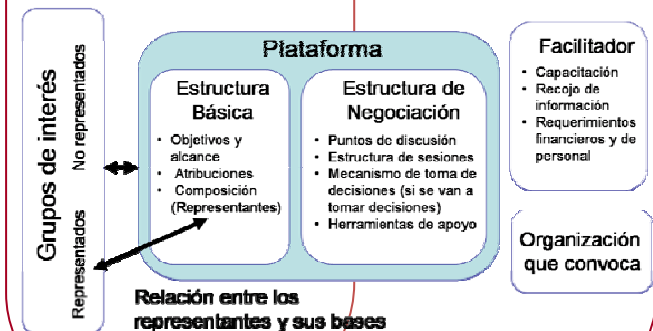 Grupos de interés
No representados
Representados
Plataforma
Estructura
Básica
• Objetivos y
alcance
• Atribuciones
• Composición
(Representantes)
Estructura de
Negociación
• Puntos de discusión
• Estructura de sesiones
• Mecanismo de toma de
decisiones (si se van a
tomar decisiones)
• Herramientas de apoyo
Relación entre los
representantes y sus bases
Facilitador
• Capacitación
• Recojo de
información
• Requerimientos
financieros y de
personal
Organización
que convoca